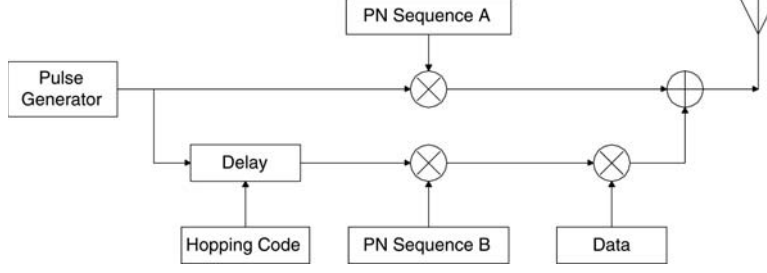 PN Sequence A
Pulse
Generator
Delay
Hopping Code
PN Sequence B
Data